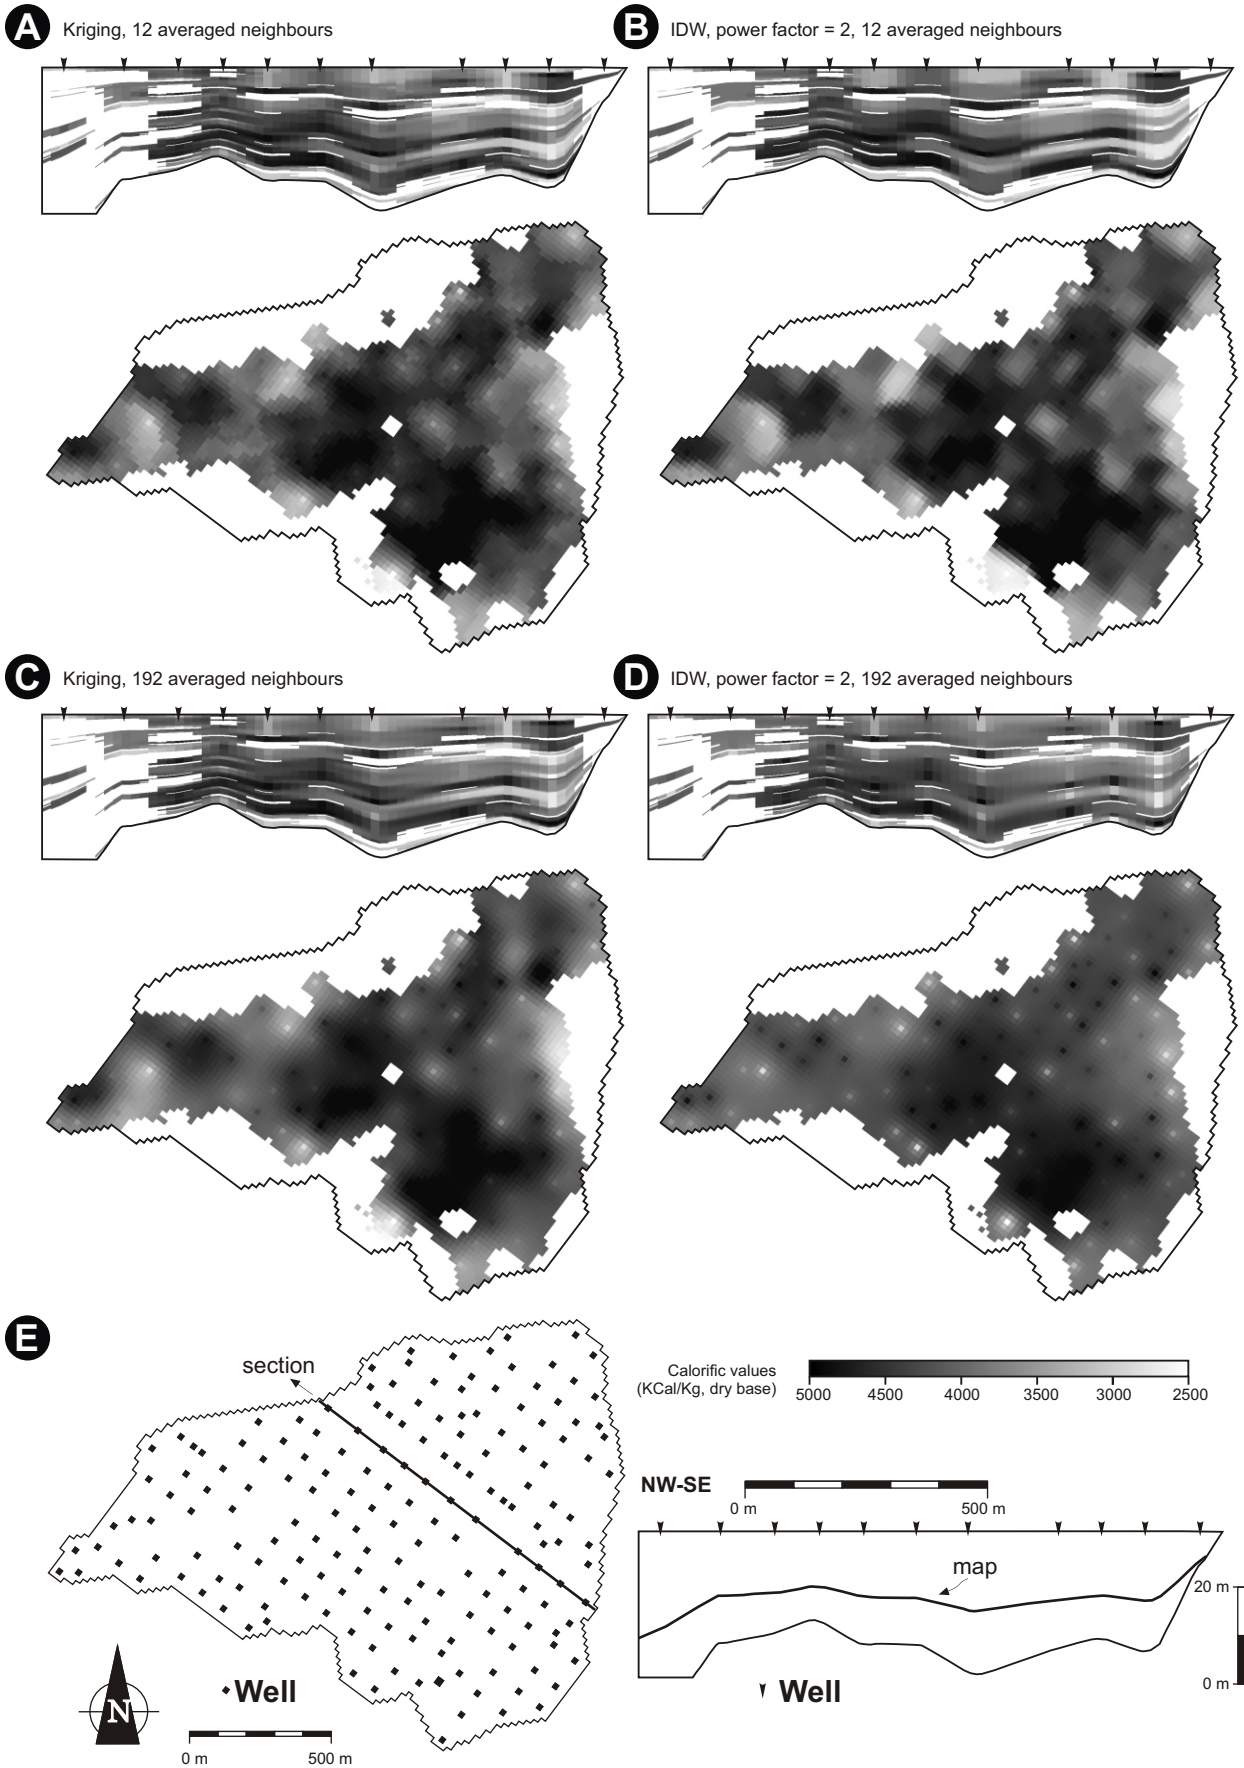 A Kriging, 12 averaged neighbours
B IDW, power factor = 2, 12 averaged neighbours
C Kriging, 192 averaged neighbours
D IDW, power factor = 2, 192 averaged neighbours
E
section
Calorific values
(KCal/Kg, dry base)
5000 4500 4000 3500 3000 2500
NW-SE
0 m 500 m
map
20 m
0 m
Well
N
Well
0 m 500 m